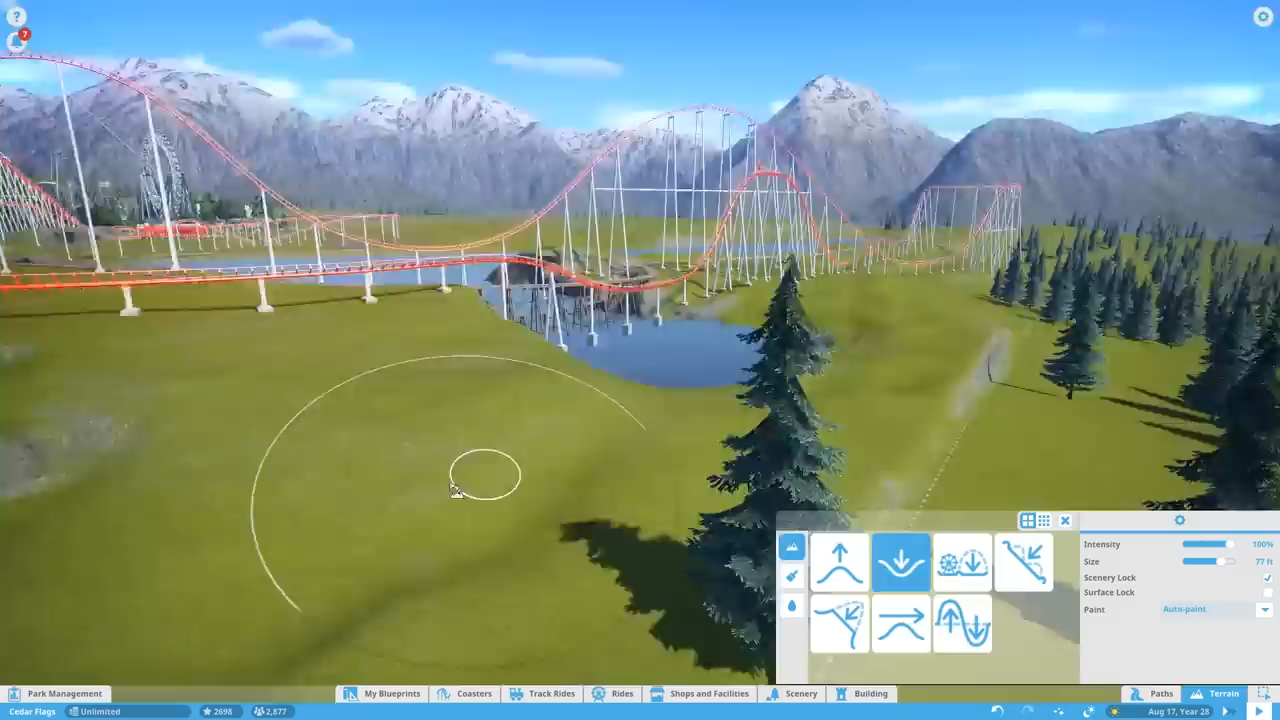 ?
7
Intensity 100%
Size 77 ft
Scenery Lock
Surface Lock
Paint Auto-paint
Park Management My Blueprints Coasters Track Rides Rides Shops and Facilities Scenery Building Paths Terrain
Cedar Flags Unlimited 2698 2,877 Aug 17, Year 28